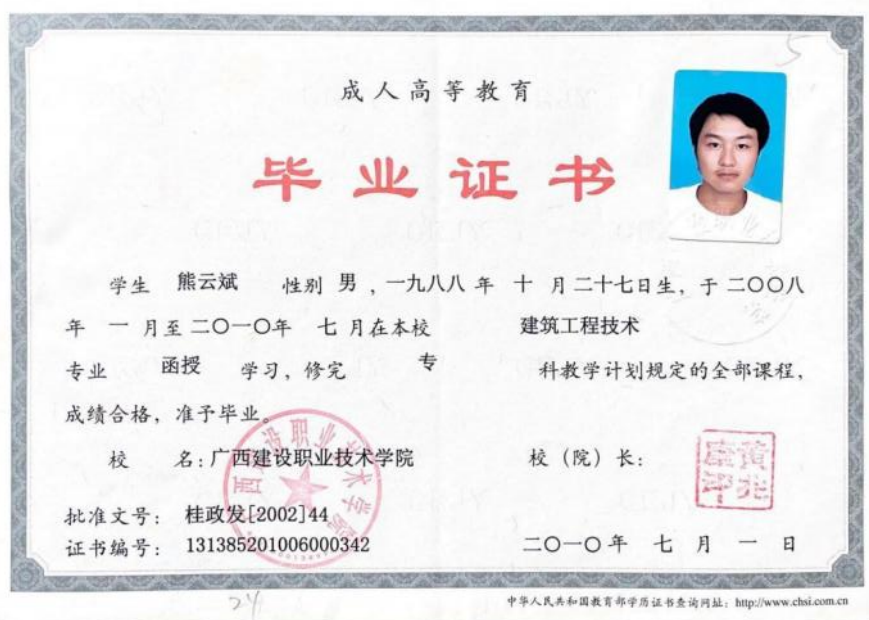 成人高等教育
毕业证书
学生 熊云斌 性别 男 ,一九八八 年 十 月二十七日生,于 二〇〇八
年 一 月至 二〇一〇年 七 月在本校 建筑工程技术
专业 函授 学习,修完 专 科教学计划规定的全部课程,
成绩合格,准予毕业。
校 名:广西建设职业技术学院 校(院)长:
批准文号: 桂政发[2002]44
证书编号: 131385201006000342 二〇一〇 年 七 月 一 日
24
中华人民共和国教育部学历证书查询网址: http://www.chsi.com.cn